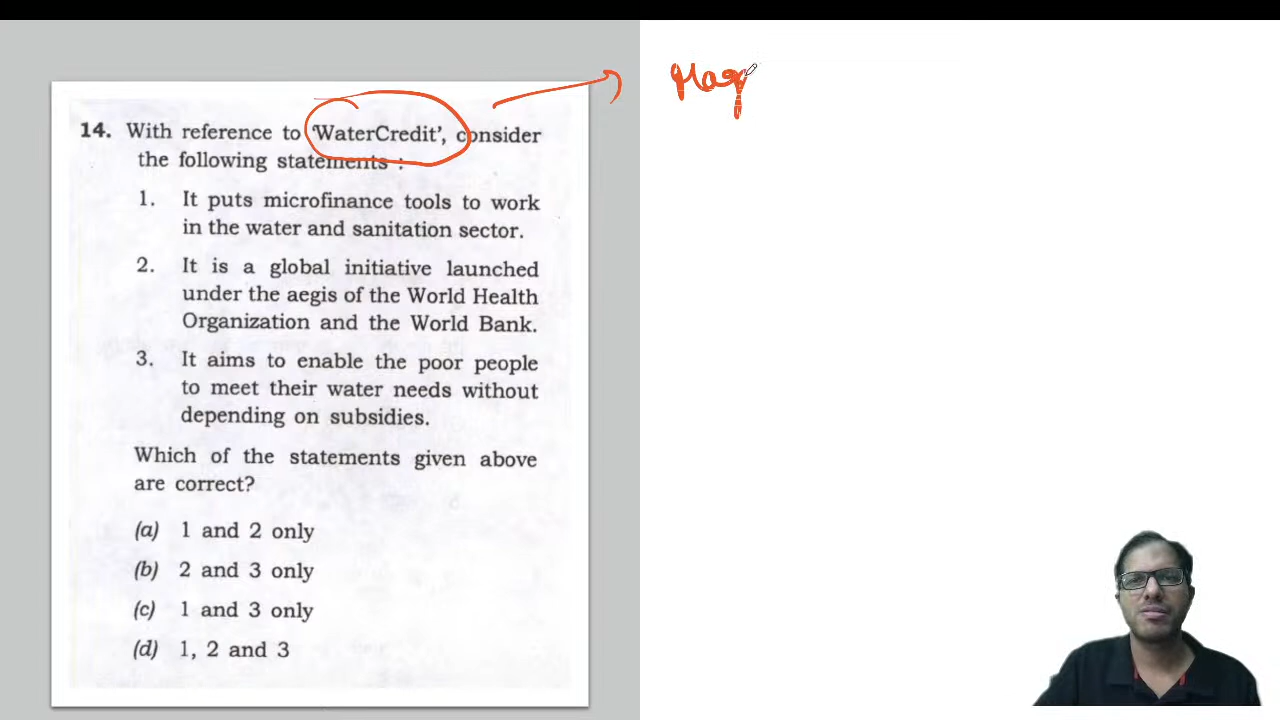 14. With reference to 'WaterCredit', consider
the following statements :
1. It puts microfinance tools to work
in the water and sanitation sector.
2. It is a global initiative launched
under the aegis of the World Health
Organization and the World Bank.
3. It aims to enable the poor people
to meet their water needs without
depending on subsidies.
Which of the statements given above
are correct?
(a) 1 and 2 only
(b) 2 and 3 only
(c) 1 and 3 only
(d) 1, 2 and 3